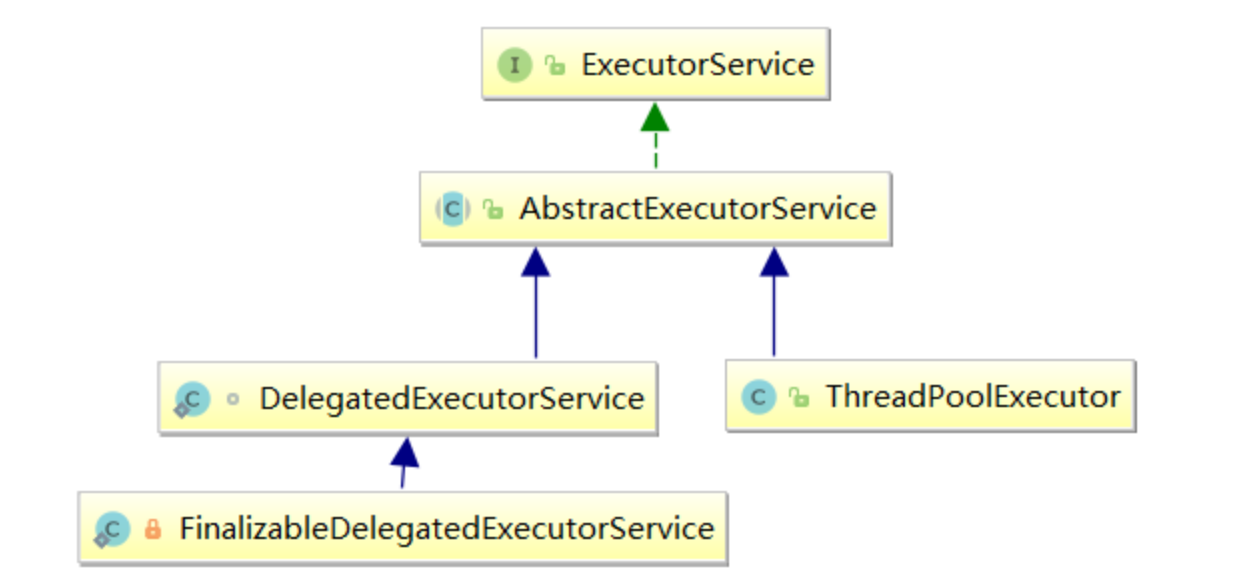 I ExecutorService
C AbstractExecutorService
C DelegatedExecutorService
C ThreadPoolExecutor
C FinalizableDelegatedExecutorService